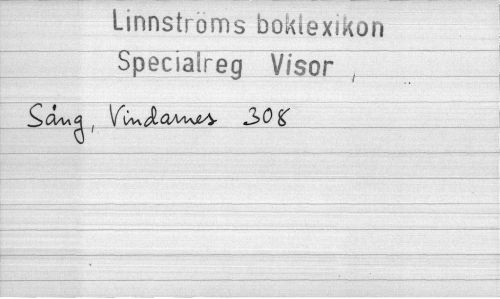 Linnströms boklexikon
Specialreg Visor
Sång, Vindarnes 308